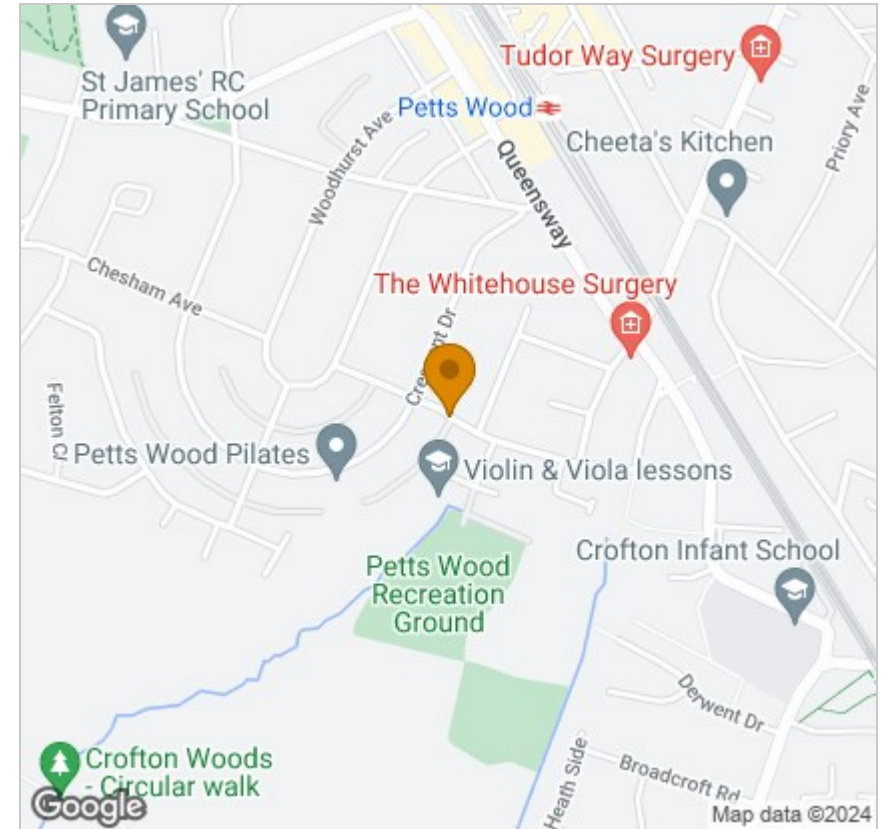 St James' RC
Primary School
Tudor Way Surgery
Petts Wood
Woodhurst Ave
Queensway
Cheeta's Kitchen
Priory Ave
Chesham Ave
The Whitehouse Surgery
Felton Cl
Petts Wood Pilates
Violin & Viola lessons
Petts Wood
Recreation
Ground
Crofton Infant School
Derwent Dr
Heath Side
Broadcroft Rd
Crofton Woods
- Circular walk
Google
Map data ©2024